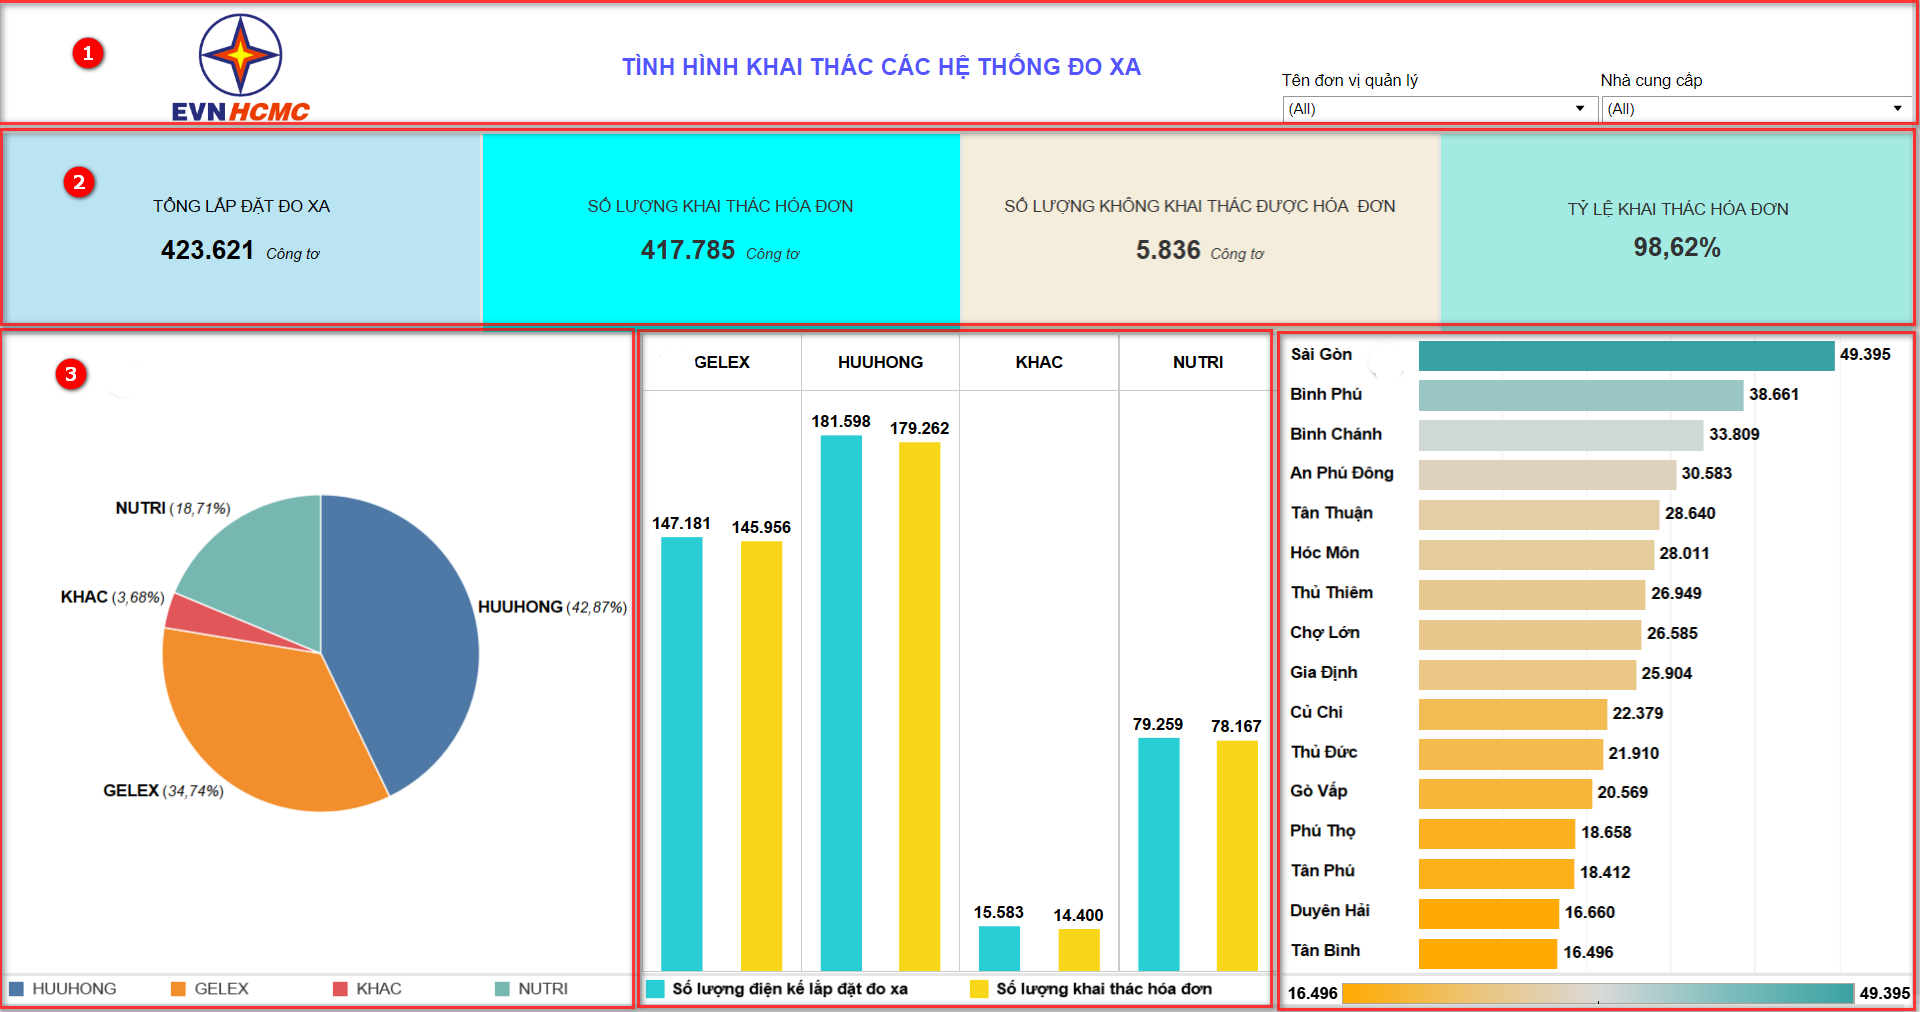 1
EVNHCMC
TÌNH HÌNH KHAI THÁC CÁC HỆ THỐNG ĐO XA
Tên đơn vị quản lý
(All)
Nhà cung cấp
(All)
2
TỔNG LẮP ĐẶT ĐO XA
423.621 Công tơ
SỐ LƯỢNG KHAI THÁC HÓA ĐƠN
417.785 Công tơ
SỐ LƯỢNG KHÔNG KHAI THÁC ĐƯỢC HÓA ĐƠN
5.836 Công tơ
TỶ LỆ KHAI THÁC HÓA ĐƠN
98,62%
3
NUTRI (18,71%)
KHAC (3,68%)
HUUHONG (42,87%)
GELEX (34,74%)
HUUHONG GELEX KHAC NUTRI
GELEX HUUHONG KHAC NUTRI
147.181 145.956
181.598 179.262
15.583 14.400
79.259 78.167
Số lượng điện kế lắp đặt đo xa
Số lượng khai thác hóa đơn
Sài Gòn 49.395
Bình Phú 38.661
Bình Chánh 33.809
An Phú Đông 30.583
Tân Thuận 28.640
Hóc Môn 28.011
Thủ Thiêm 26.949
Chợ Lớn 26.585
Gia Định 25.904
Củ Chi 22.379
Thủ Đức 21.910
Gò Vấp 20.569
Phú Thọ 18.658
Tân Phú 18.412
Duyên Hải 16.660
Tân Bình 16.496
16.496 49.395